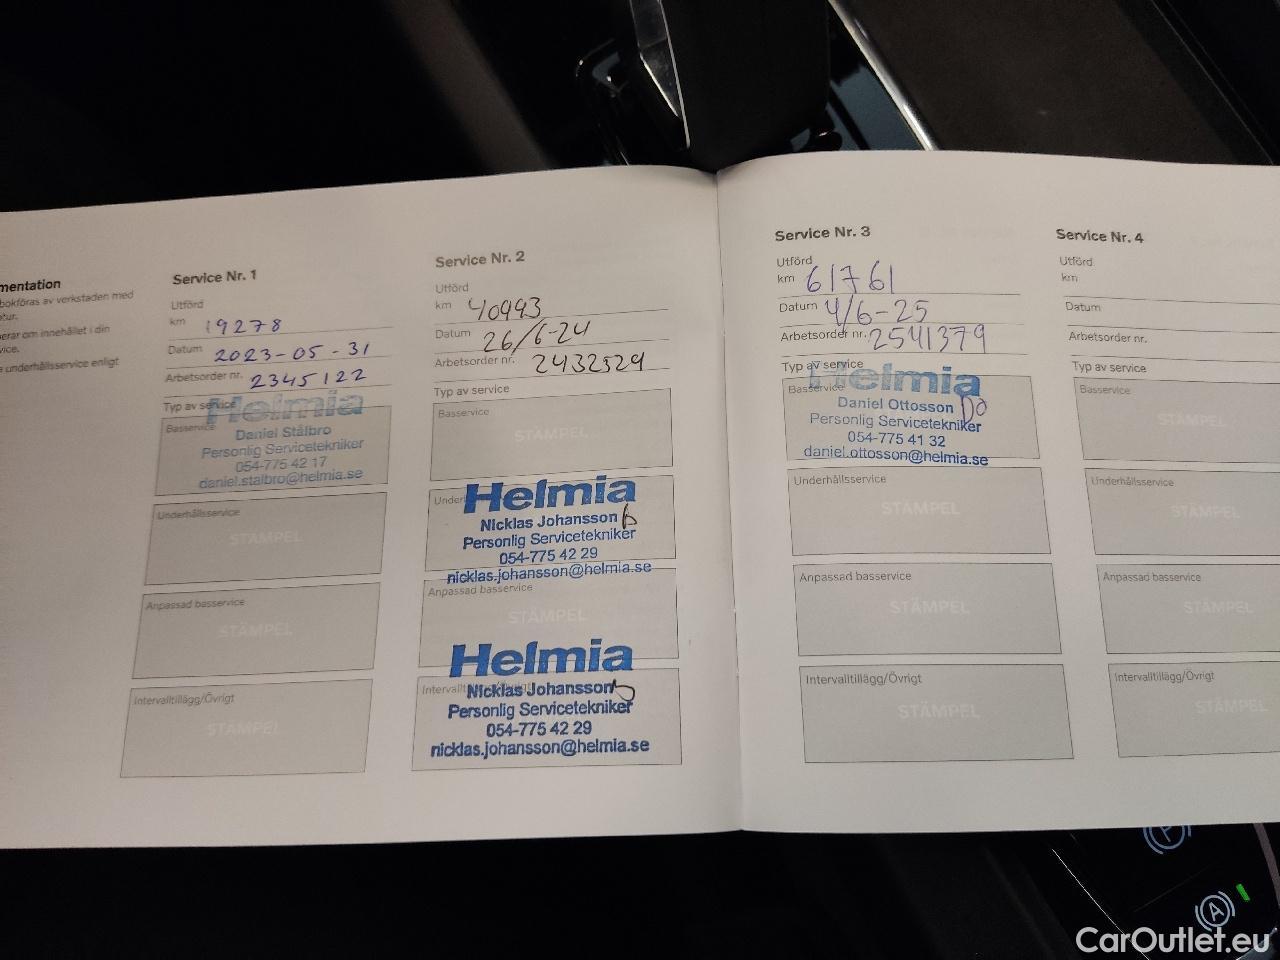 mentation
bokföras av verkstaden med
erar om innehållet i din
underhållsservice enligt
Service Nr. 1
Utförd
km 19278
Datum 2023-05-31
Arbetsorder nr. 2345122
Typ av service
Basservice
Helmia
Daniel Stålbro
Personlig Servicetekniker
054-775 42 17
daniel.stalbro@helmia.se
Underhållsservice
STÄMPEL
Anpassad basservice
STÄMPEL
Intervalltillägg/Övrigt
STÄMPEL
Service Nr. 2
Utförd
km 40993
Datum 26/6-24
Arbetsorder nr. 2432529
Typ av service
Basservice
STÄMPEL
Helmia
Nicklas Johansson
Personlig Servicetekniker
054-775 42 29
nicklas.johansson@helmia.se
Anpassad basservice
STÄMPEL
Helmia
Nicklas Johansson
Personlig Servicetekniker
054-775 42 29
nicklas.johansson@helmia.se
Service Nr. 3
Utförd
km 61761
Datum 4/6-25
Arbetsorder nr. 2541379
Typ av service
Basservice
Helmia
Daniel Ottosson DO
Personlig Servicetekniker
054-775 41 32
daniel.ottosson@helmia.se
Underhållsservice
STÄMPEL
Anpassad basservice
STÄMPEL
Intervalltillägg/Övrigt
STÄMPEL
Service Nr. 4
Utförd
km
Datum
Arbetsorder nr.
Typ av service
Basservice
STÄMPEL
Underhållsservice
STÄMPEL
Anpassad basservice
STÄMPEL
Intervalltillägg/Övrigt
STÄMPEL
A
CarOutlet.eu